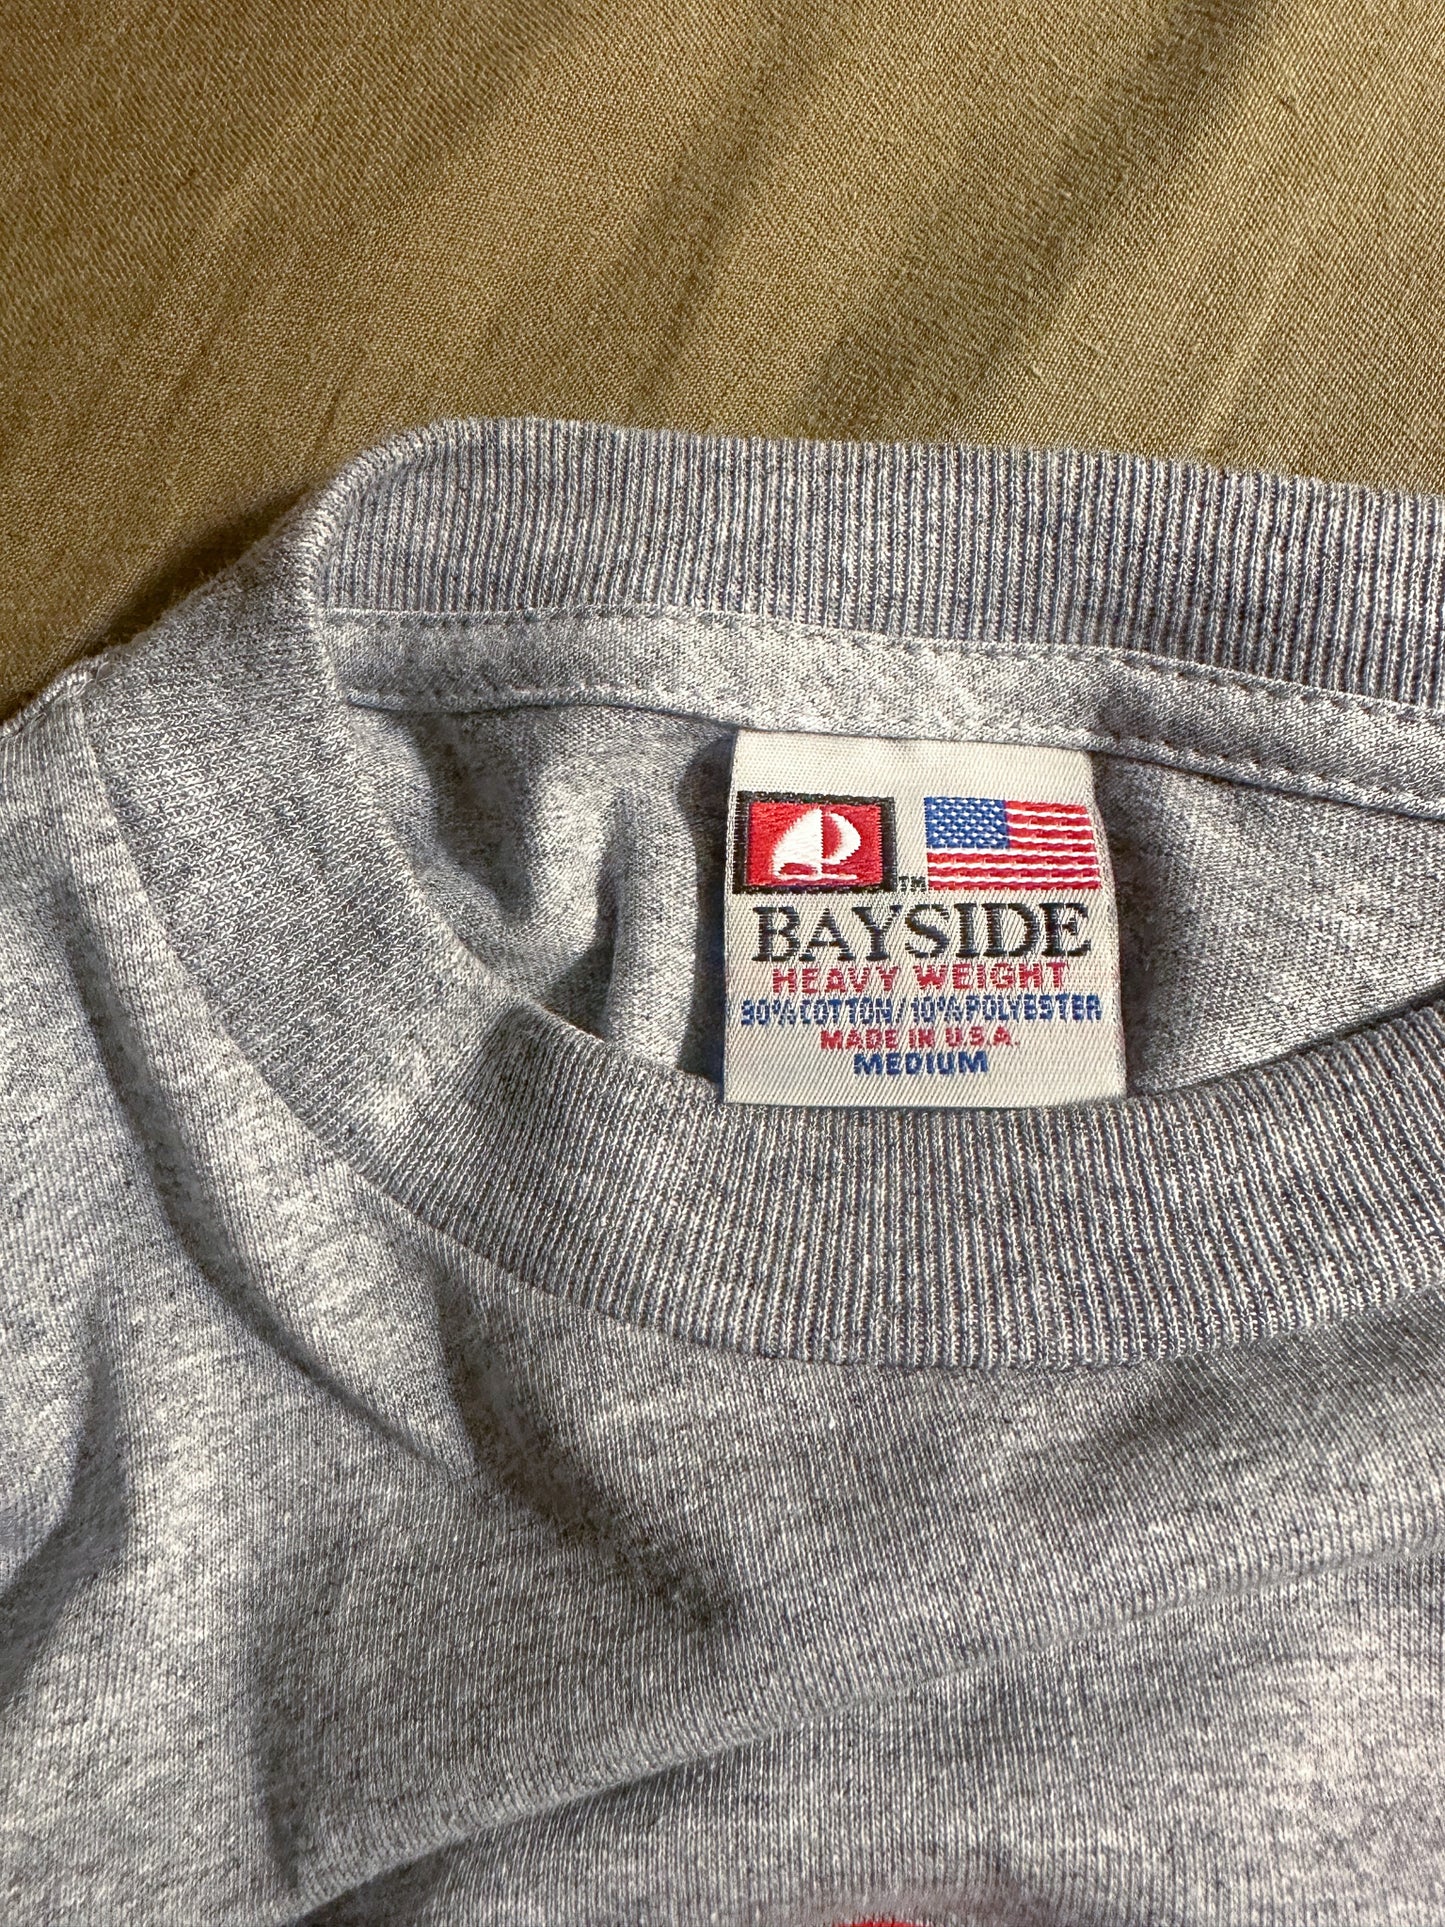 TM
BAYSIDE
HEAVY WEIGHT
90% COTTON/10% POLYESTER
MADE IN U.S.A.
MEDIUM